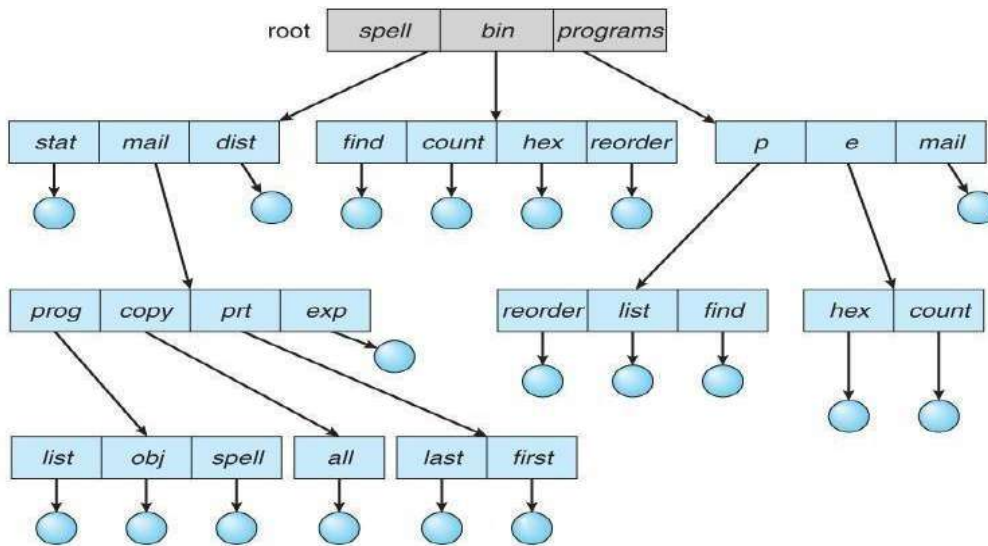 root spell bin programs
stat mail dist find count hex reorder p e mail
prog copy prt exp reorder list find hex count
list obj spell all last first